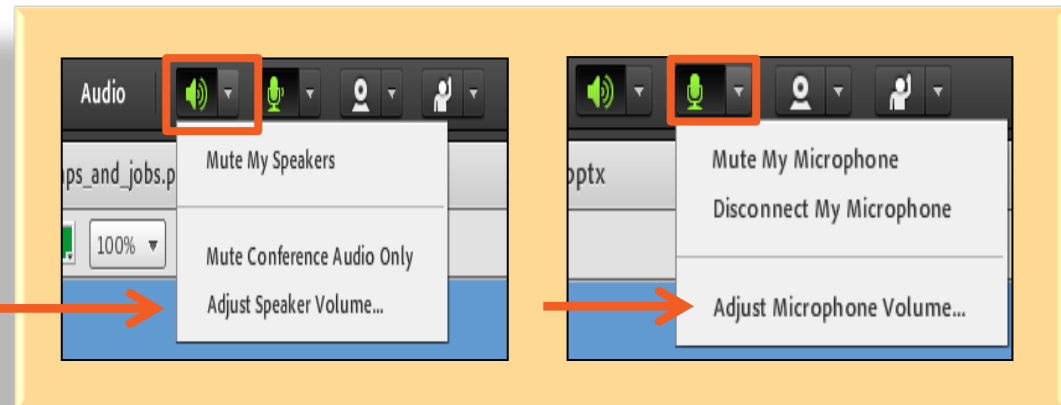 Audio
Mute My Speakers
ps_and_jobs.p
100%
Mute Conference Audio Only
Adjust Speaker Volume...
Mute My Microphone
pptx
Disconnect My Microphone
Adjust Microphone Volume...